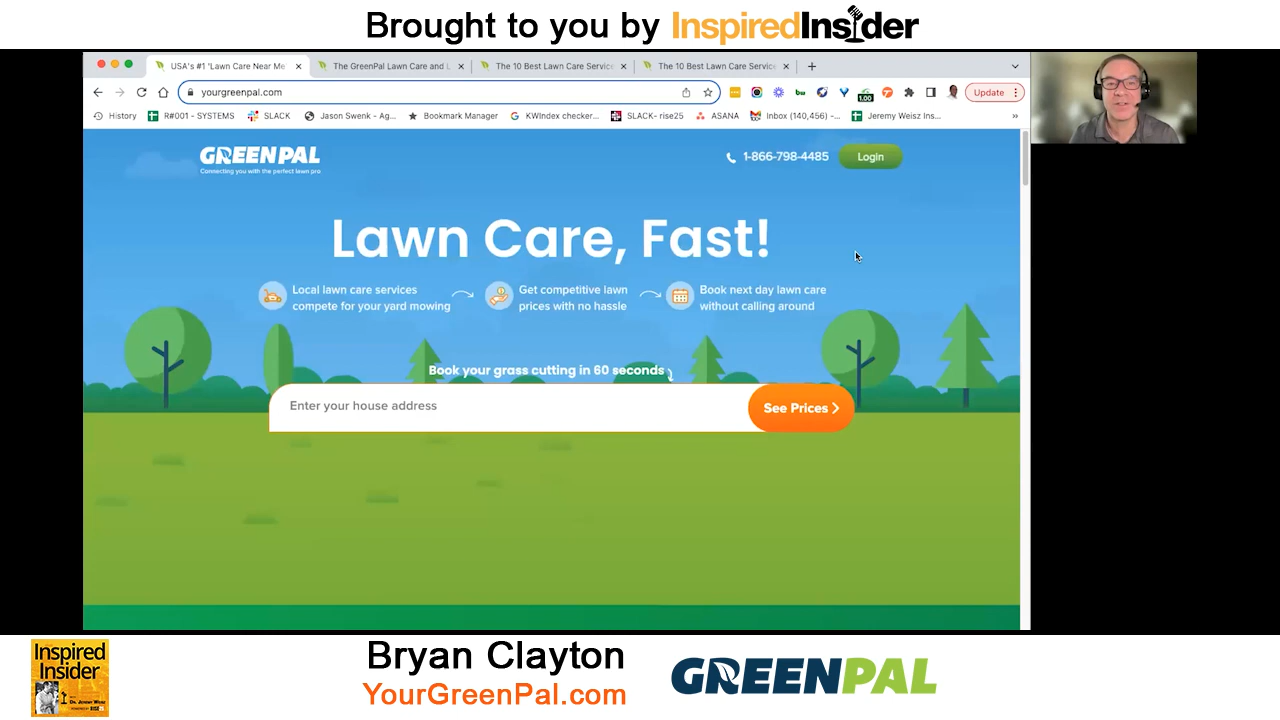 Brought to you by InspiredInsider
USA's #1 'Lawn Care Near Me'
The GreenPal Lawn Care and L
The 10 Best Lawn Care Service
The 10 Best Lawn Care Service
yourgreenpal.com
1.00
Update
History
R#001 - SYSTEMS
SLACK
Jason Swenk - Ag...
Bookmark Manager
KWIndex checker...
SLACK- rise25
ASANA
Inbox (140,456) -...
Jeremy Weisz Ins...
GREENPAL
Connecting you with the perfect lawn pro
1-866-798-4485
Login
Lawn Care, Fast!
Local lawn care services
compete for your yard mowing
Get competitive lawn
prices with no hassle
Book next day lawn care
without calling around
Book your grass cutting in 60 seconds
Enter your house address
See Prices
Inspired
Insider
Bryan Clayton
YourGreenPal.com
GREENPAL